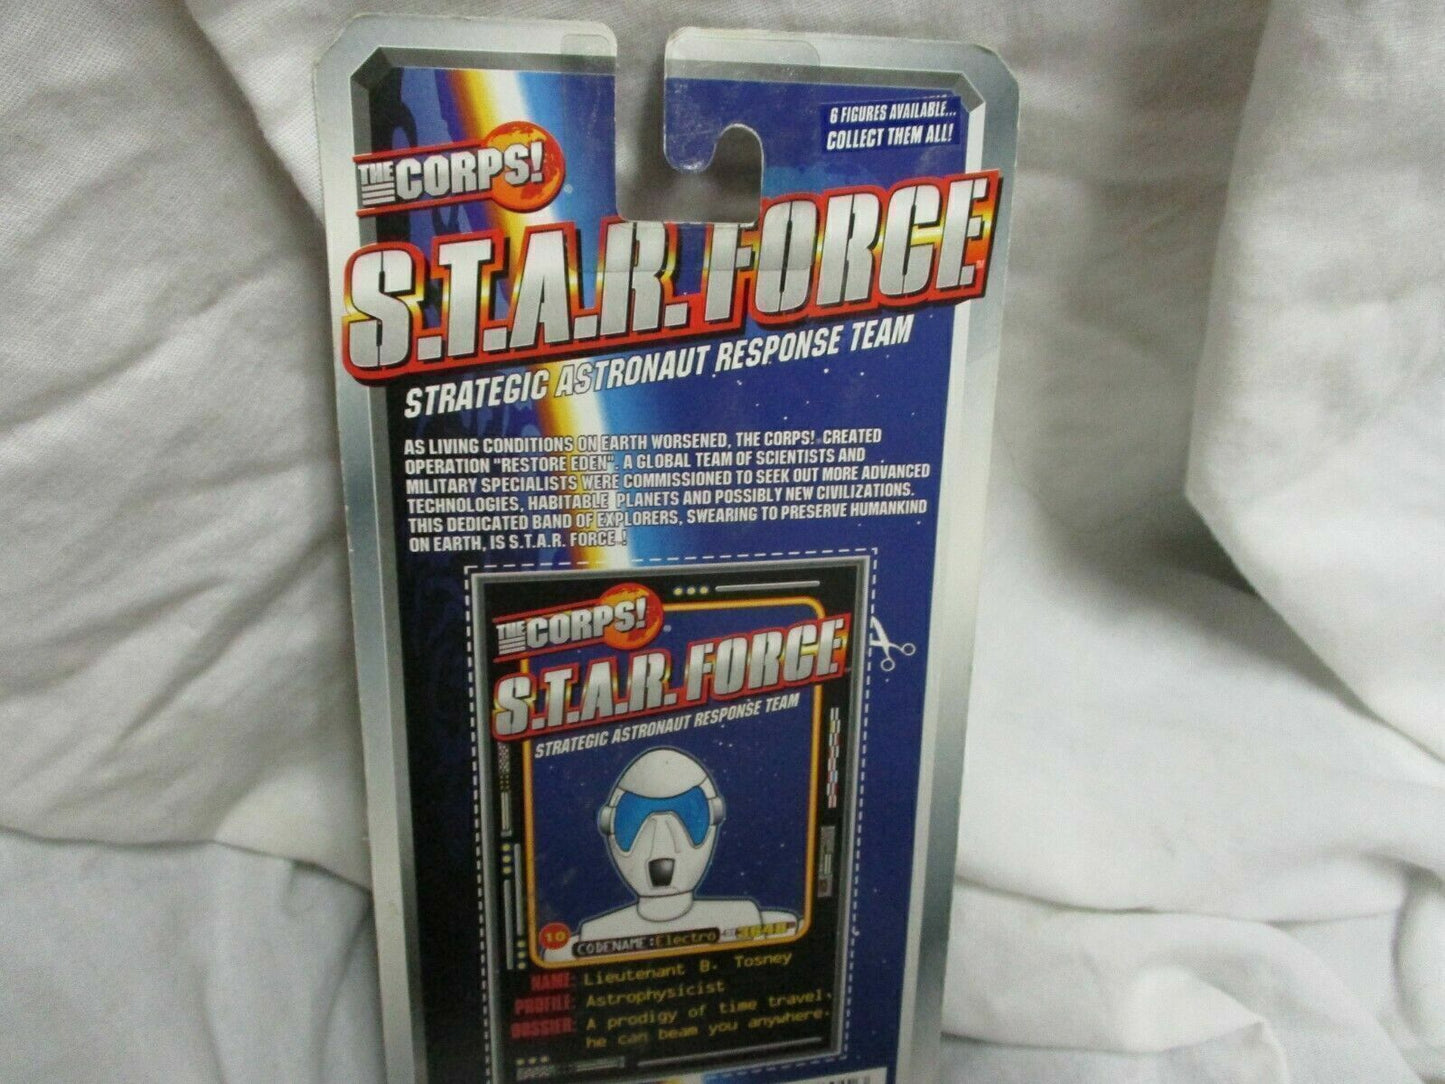 6 FIGURES AVAILABLE...
COLLECT THEM ALL!
THE CORPS!®
S.T.A.R. FORCE™
STRATEGIC ASTRONAUT RESPONSE TEAM
AS LIVING CONDITIONS ON EARTH WORSENED, THE CORPS!® CREATED
OPERATION "RESTORE EDEN". A GLOBAL TEAM OF SCIENTISTS AND
MILITARY SPECIALISTS WERE COMMISSIONED TO SEEK OUT MORE ADVANCED
TECHNOLOGIES, HABITABLE PLANETS AND POSSIBLY NEW CIVILIZATIONS.
THIS DEDICATED BAND OF EXPLORERS, SWEARING TO PRESERVE HUMANKIND
ON EARTH, IS S.T.A.R. FORCE !
THE CORPS!®
S.T.A.R. FORCE™
STRATEGIC ASTRONAUT RESPONSE TEAM
10 CODENAME:Electro
NAME: Lieutenant B. Tosney
PROFILE: Astrophysicist
DOSSIER: A prodigy of time travel,
he can beam you anywhere.